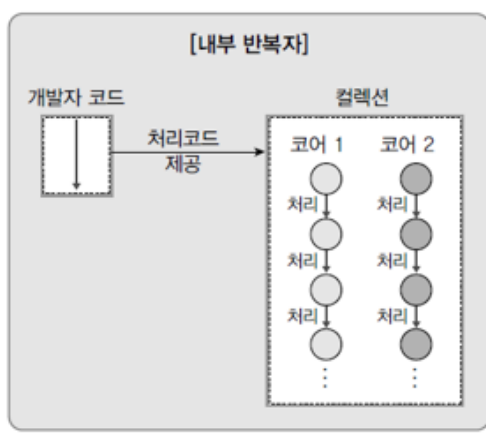 [내부 반복자]
개발자 코드
컬렉션
처리코드
제공
코어 1 코어 2
처리 처리
처리 처리
처리 처리
⋮ ⋮